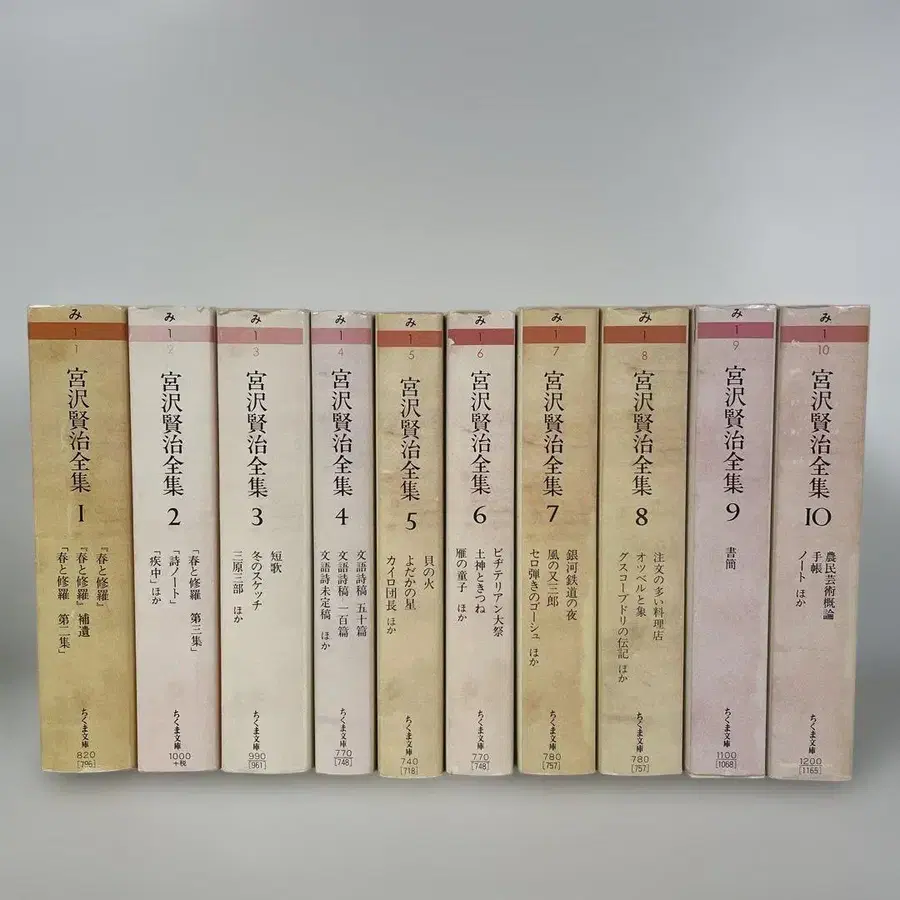 み
1
1
宮沢賢治全集 1
『春と修羅』
『春と修羅』補遺
「春と修羅 第二集」
ちくま文庫
820
[796]
み
1
2
宮沢賢治全集 2
「春と修羅 第三集」
「詩ノート」
「疾中」ほか
ちくま文庫
1000
+税
み
1
3
宮沢賢治全集 3
短歌
冬のスケッチ
三原三部 ほか
ちくま文庫
990
[961]
み
1
4
宮沢賢治全集 4
文語詩稿 五十篇
文語詩稿 一百篇
文語詩未定稿 ほか
ちくま文庫
770
[748]
み
1
5
宮沢賢治全集 5
貝の火
よだかの星
カイロ団長 ほか
ちくま文庫
740
[718]
み
1
6
宮沢賢治全集 6
ビヂテリアン大祭
土神ときつね
雁の童子 ほか
ちくま文庫
770
[748]
み
1
7
宮沢賢治全集 7
銀河鉄道の夜
風の又三郎
セロ弾きのゴーシュ ほか
ちくま文庫
780
[757]
み
1
8
宮沢賢治全集 8
注文の多い料理店
オツベルと象
グスコーブドリの伝記 ほか
ちくま文庫
780
[757]
み
1
9
宮沢賢治全集 9
書簡
ちくま文庫
1100
[1068]
み
1
10
宮沢賢治全集 10
農民芸術概論
手帳
ノート ほか
ちくま文庫
1200
[1165]